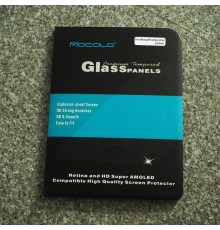 MOCOLO
Premium Tempered
GLASS PANELS
Explosion-proof Screen
9H Strong Hardness
HD & Smooth
Easy to Fit
Retina and HD Super AMOLED
Compatible High Quality Screen Protector